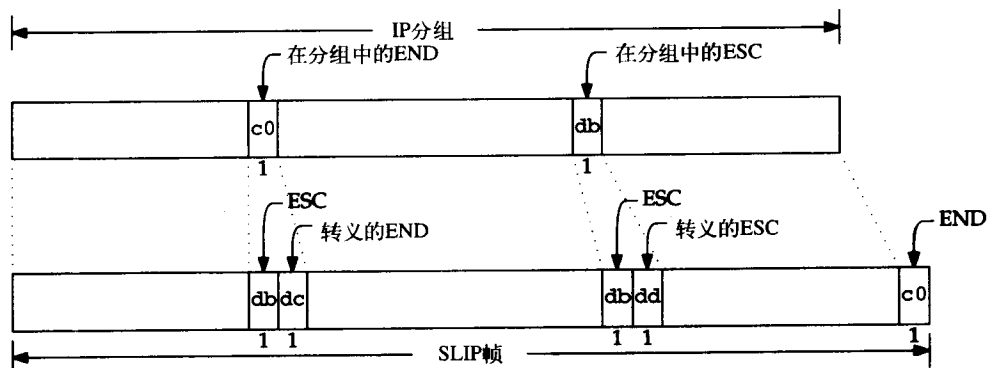 IP分组
在分组中的END
在分组中的ESC
c0
db
1
1
ESC
ESC
END
转义的END
转义的ESC
db
dc
db
dd
c0
1
1
1
1
1
SLIP帧